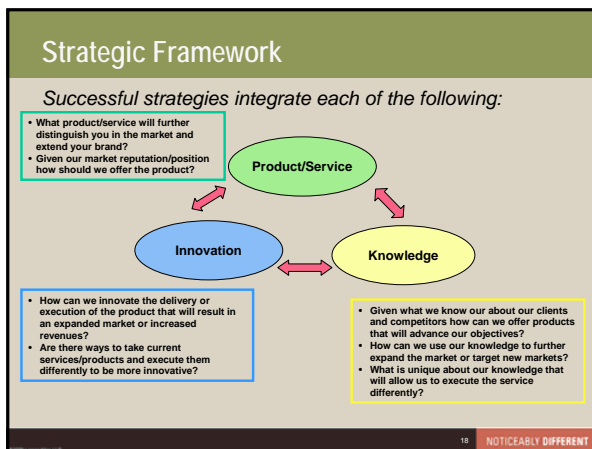 Strategic Framework
Successful strategies integrate each of the following:
• What product/service will further
distinguish you in the market and
extend your brand?
• Given our market reputation/position
how should we offer the product?
Product/Service
Innovation
Knowledge
• How can we innovate the delivery or
execution of the product that will result in
an expanded market or increased
revenues?
• Are there ways to take current
services/products and execute them
differently to be more innovative?
• Given what we know our about our clients
and competitors how can we offer products
that will advance our objectives?
• How can we use our knowledge to further
expand the market or target new markets?
• What is unique about our knowledge that
will allow us to execute the service
differently?
18 NOTICEABLY DIFFERENT